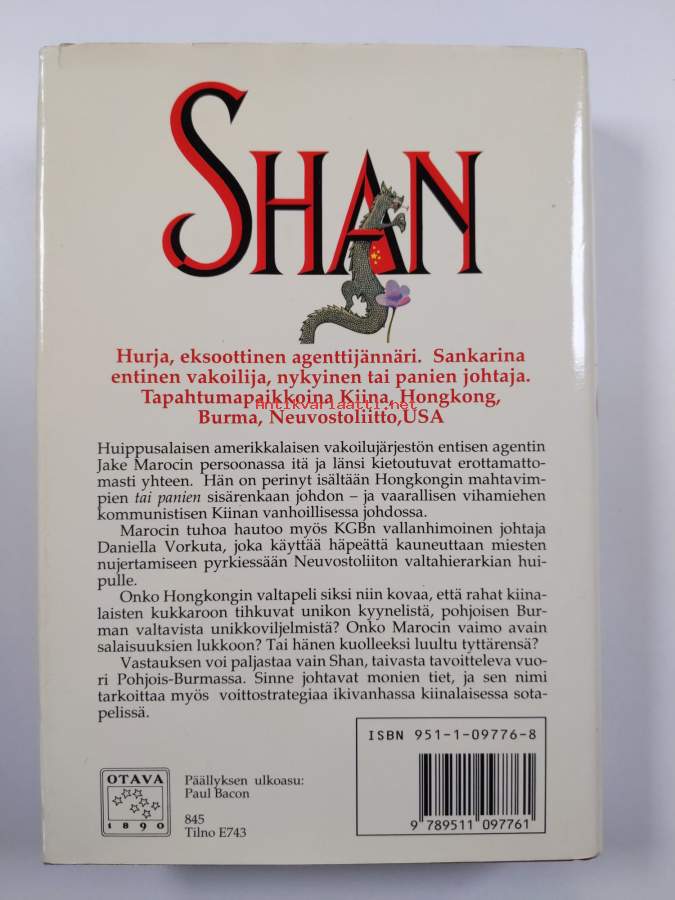 SHAN
Hurja, eksoottinen agenttijännäri. Sankarina
entinen vakoilija, nykyinen tai panien johtaja.
Tapahtumapaikkoina Kiina, Hongkong,
Antikvariaatti.net
Burma, Neuvostoliitto,USA
Huippusalaisen amerikkalaisen vakoilujärjestön entisen agentin
Jake Marocin persoonassa itä ja länsi kietoutuvat erottamatto-
masti yhteen. Hän on perinyt isältään Hongkongin mahtavim-
pien tai panien sisärenkaan johdon – ja vaarallisen vihamiehen
kommunistisen Kiinan vanhoillisessa johdossa.
Marocin tuhoa hautoo myös KGBn vallanhimoinen johtaja
Daniella Vorkuta, joka käyttää häpeättä kauneuttaan miesten
nujertamiseen pyrkiessään Neuvostoliiton valtahierarkian hui-
pulle.
Onko Hongkongin valtapeli siksi niin kovaa, että rahat kiina-
laisten kukkaroon tihkuvat unikon kyynelistä, pohjoisen Bur-
man valtavista unikkoviljelmistä? Onko Marocin vaimo avain
salaisuuksien lukkoon? Tai hänen kuolleeksi luultu tyttärensä?
Vastauksen voi paljastaa vain Shan, taivasta tavoitteleva vuo-
ri Pohjois-Burmassa. Sinne johtavat monien tiet, ja sen nimi
tarkoittaa myös voittostrategiaa ikivanhassa kiinalaisessa sota-
pelissä.
OTAVA
1890
Päällyksen ulkoasu:
Paul Bacon
845
Tilno E743
ISBN 951-1-09776-8
9 789511 097761